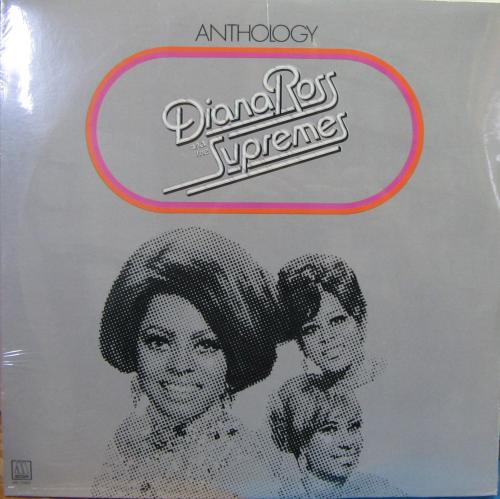 ANTHOLOGY
Diana Ross
and the
Supremes